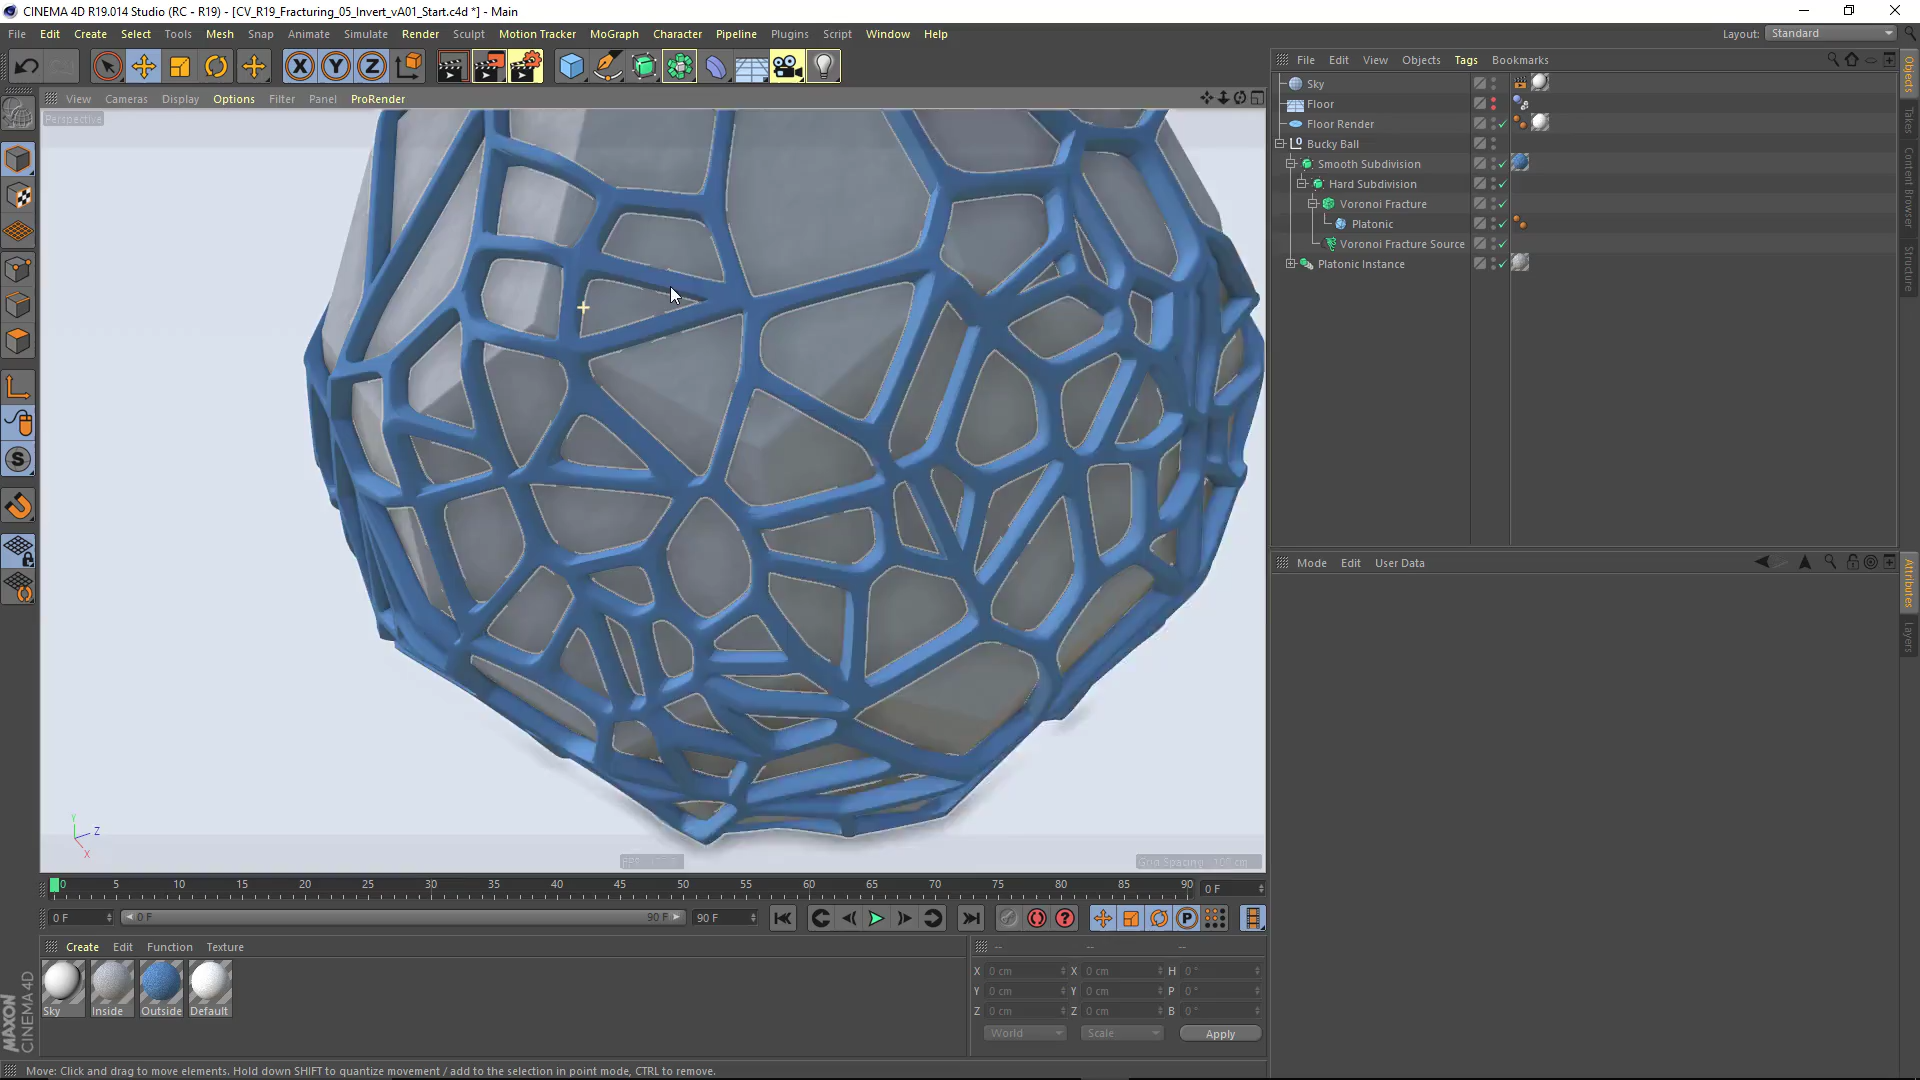 CINEMA 4D R19.014 Studio (RC - R19) - [CV_R19_Fracturing_05_Invert_vA01_Start.c4d *] - Main
File Edit Create Select Tools Mesh Snap Animate Simulate Render Sculpt Motion Tracker MoGraph Character Pipeline Plugins Script Window Help
Layout: Standard
X Y Z
View Cameras Display Options Filter Panel ProRender
Perspective
File Edit View Objects Tags Bookmarks
Sky
Floor
Floor Render
Bucky Ball
Smooth Subdivision
Hard Subdivision
Voronoi Fracture
Platonic
Voronoi Fracture Source
Platonic Instance
Objects
Takes
Content Browser
Structure
Mode Edit User Data
Attributes
Layers
S
Y
Z
X
0 5 10 15 20 25 30 35 40 45 50 55 60 65 70 75 80 85 90 0 F
0 F 0 F 90 F 90 F
P
Create Edit Function Texture
Sky Inside Outside Default
-- -- --
X 0 cm X 0 cm H 0 °
Y 0 cm Y 0 cm P 0 °
Z 0 cm Z 0 cm B 0 °
World Scale Apply
MAXON
CINEMA 4D
Move: Click and drag to move elements. Hold down SHIFT to quantize movement / add to the selection in point mode, CTRL to remove.